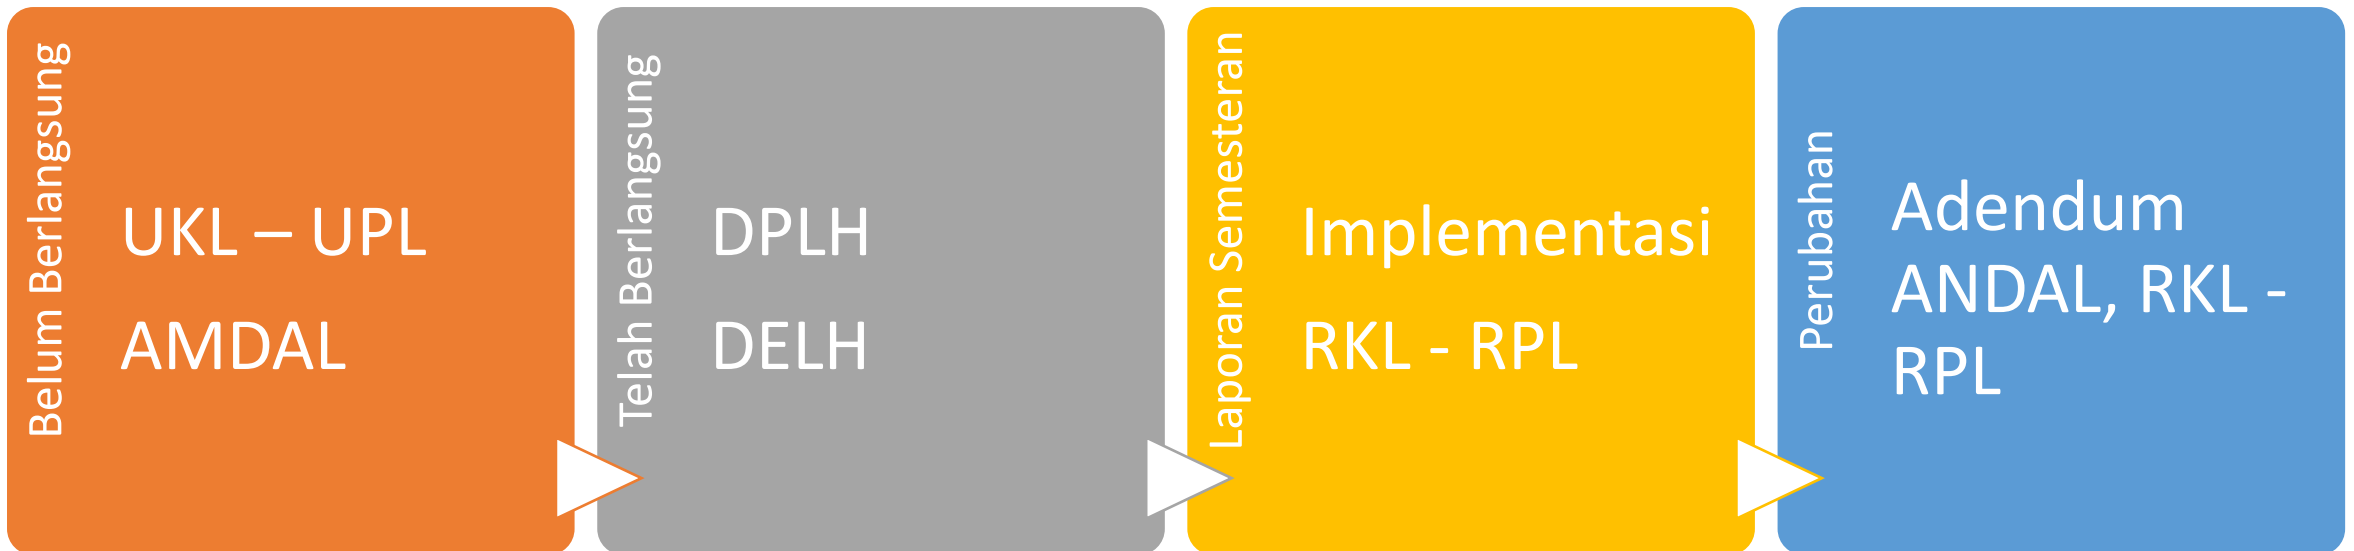 Belum Berlangsung
UKL – UPL
AMDAL
Telah Berlangsung
DPLH
DELH
Laporan Semesteran
Implementasi
RKL - RPL
Perubahan
Adendum
ANDAL, RKL -
RPL